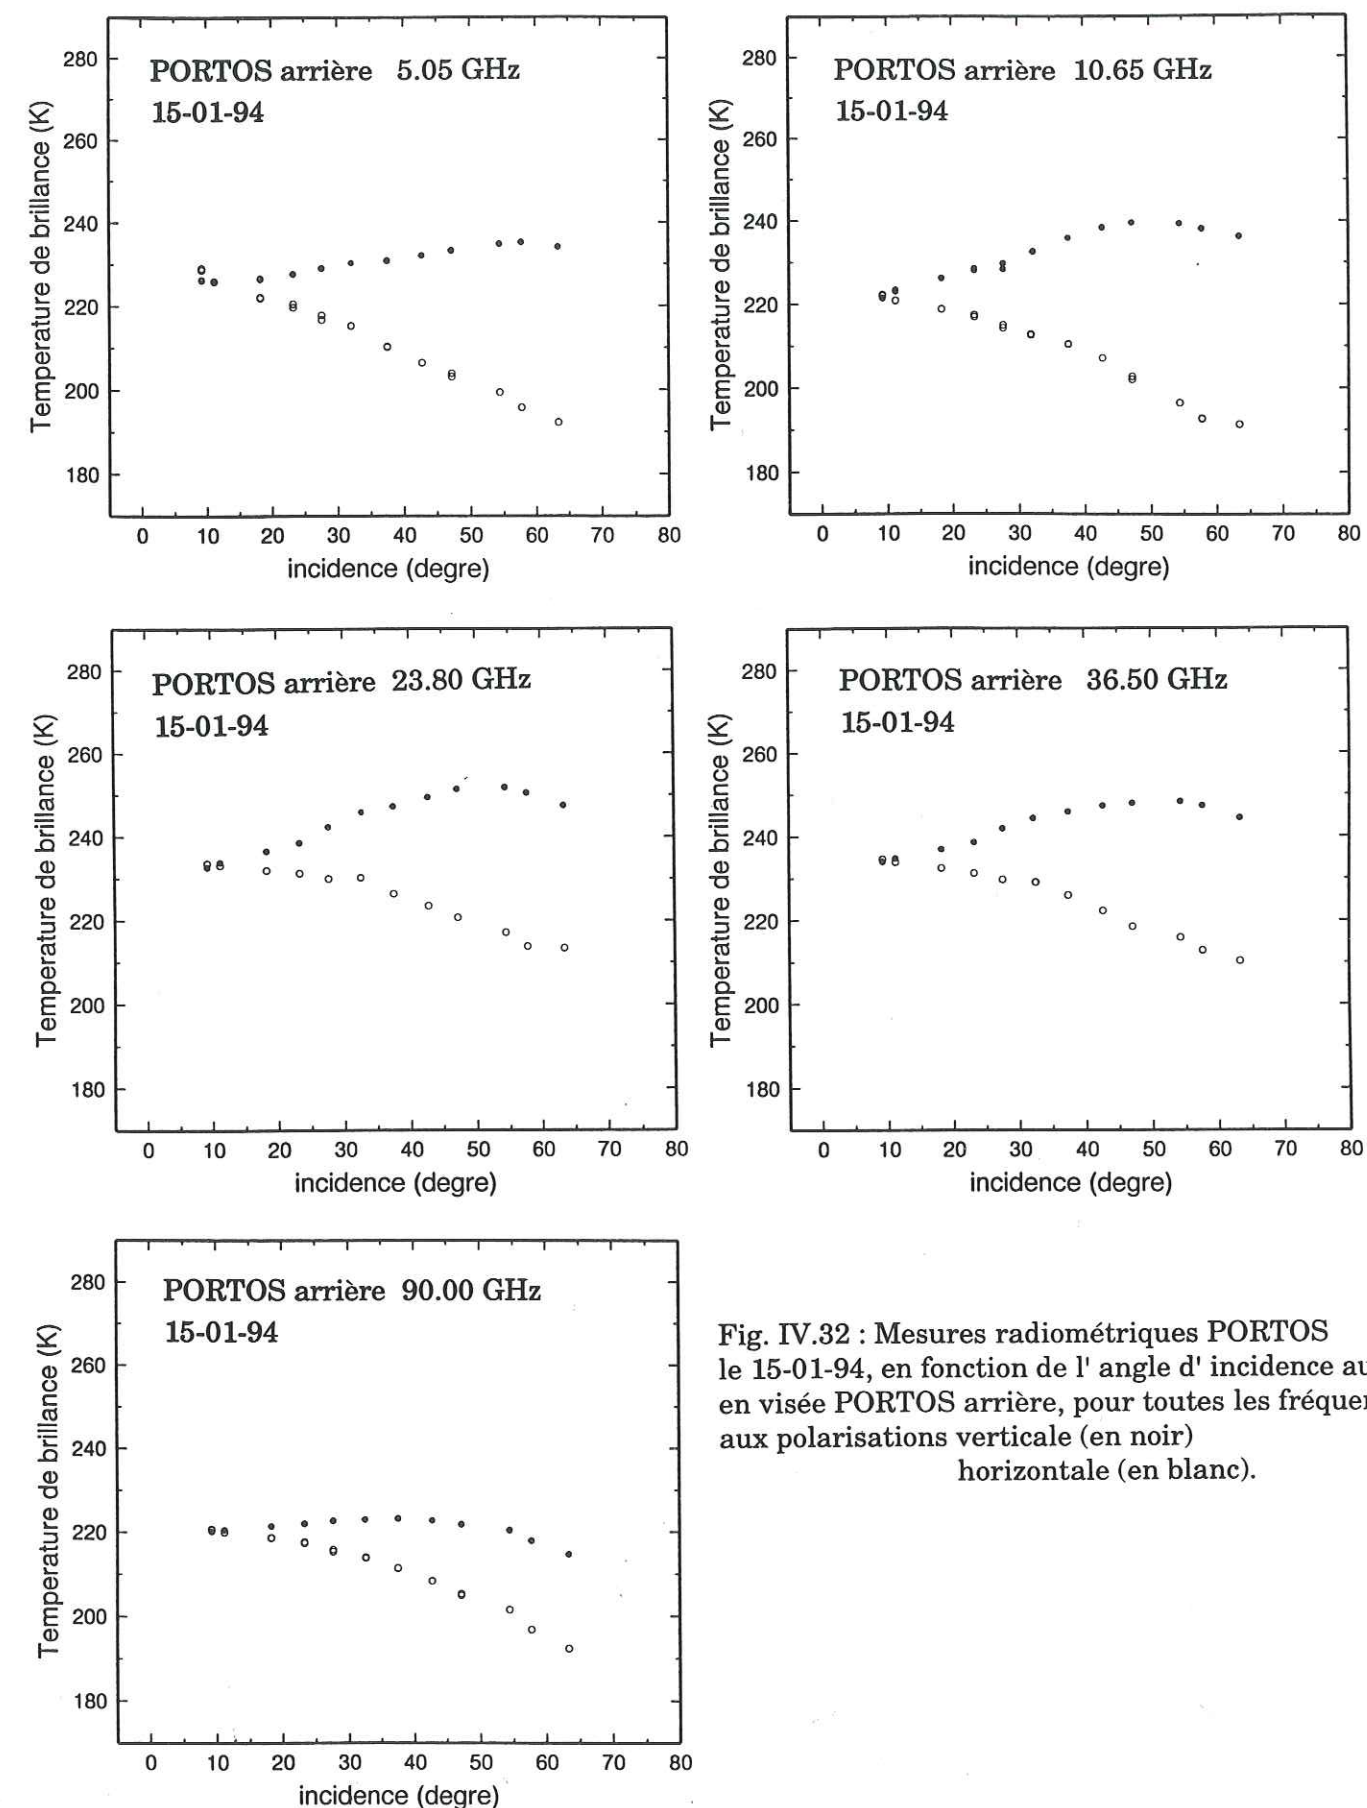 PORTOS arrière 5.05 GHz
15-01-94
Temperature de brillance (K)
280
260
240
220
200
180
0 10 20 30 40 50 60 70 80
incidence (degre)
PORTOS arrière 10.65 GHz
15-01-94
Temperature de brillance (K)
280
260
240
220
200
180
0 10 20 30 40 50 60 70 80
incidence (degre)
PORTOS arrière 23.80 GHz
15-01-94
Temperature de brillance (K)
280
260
240
220
200
180
0 10 20 30 40 50 60 70 80
incidence (degre)
PORTOS arrière 36.50 GHz
15-01-94
Temperature de brillance (K)
280
260
240
220
200
180
0 10 20 30 40 50 60 70 80
incidence (degre)
PORTOS arrière 90.00 GHz
15-01-94
Temperature de brillance (K)
280
260
240
220
200
180
0 10 20 30 40 50 60 70 80
incidence (degre)
Fig. IV.32 : Mesures radiométriques PORTOS
le 15-01-94, en fonction de l' angle d' incidence
en visée PORTOS arrière, pour toutes les
aux polarisations verticale (en noir)
horizontale (en blanc).